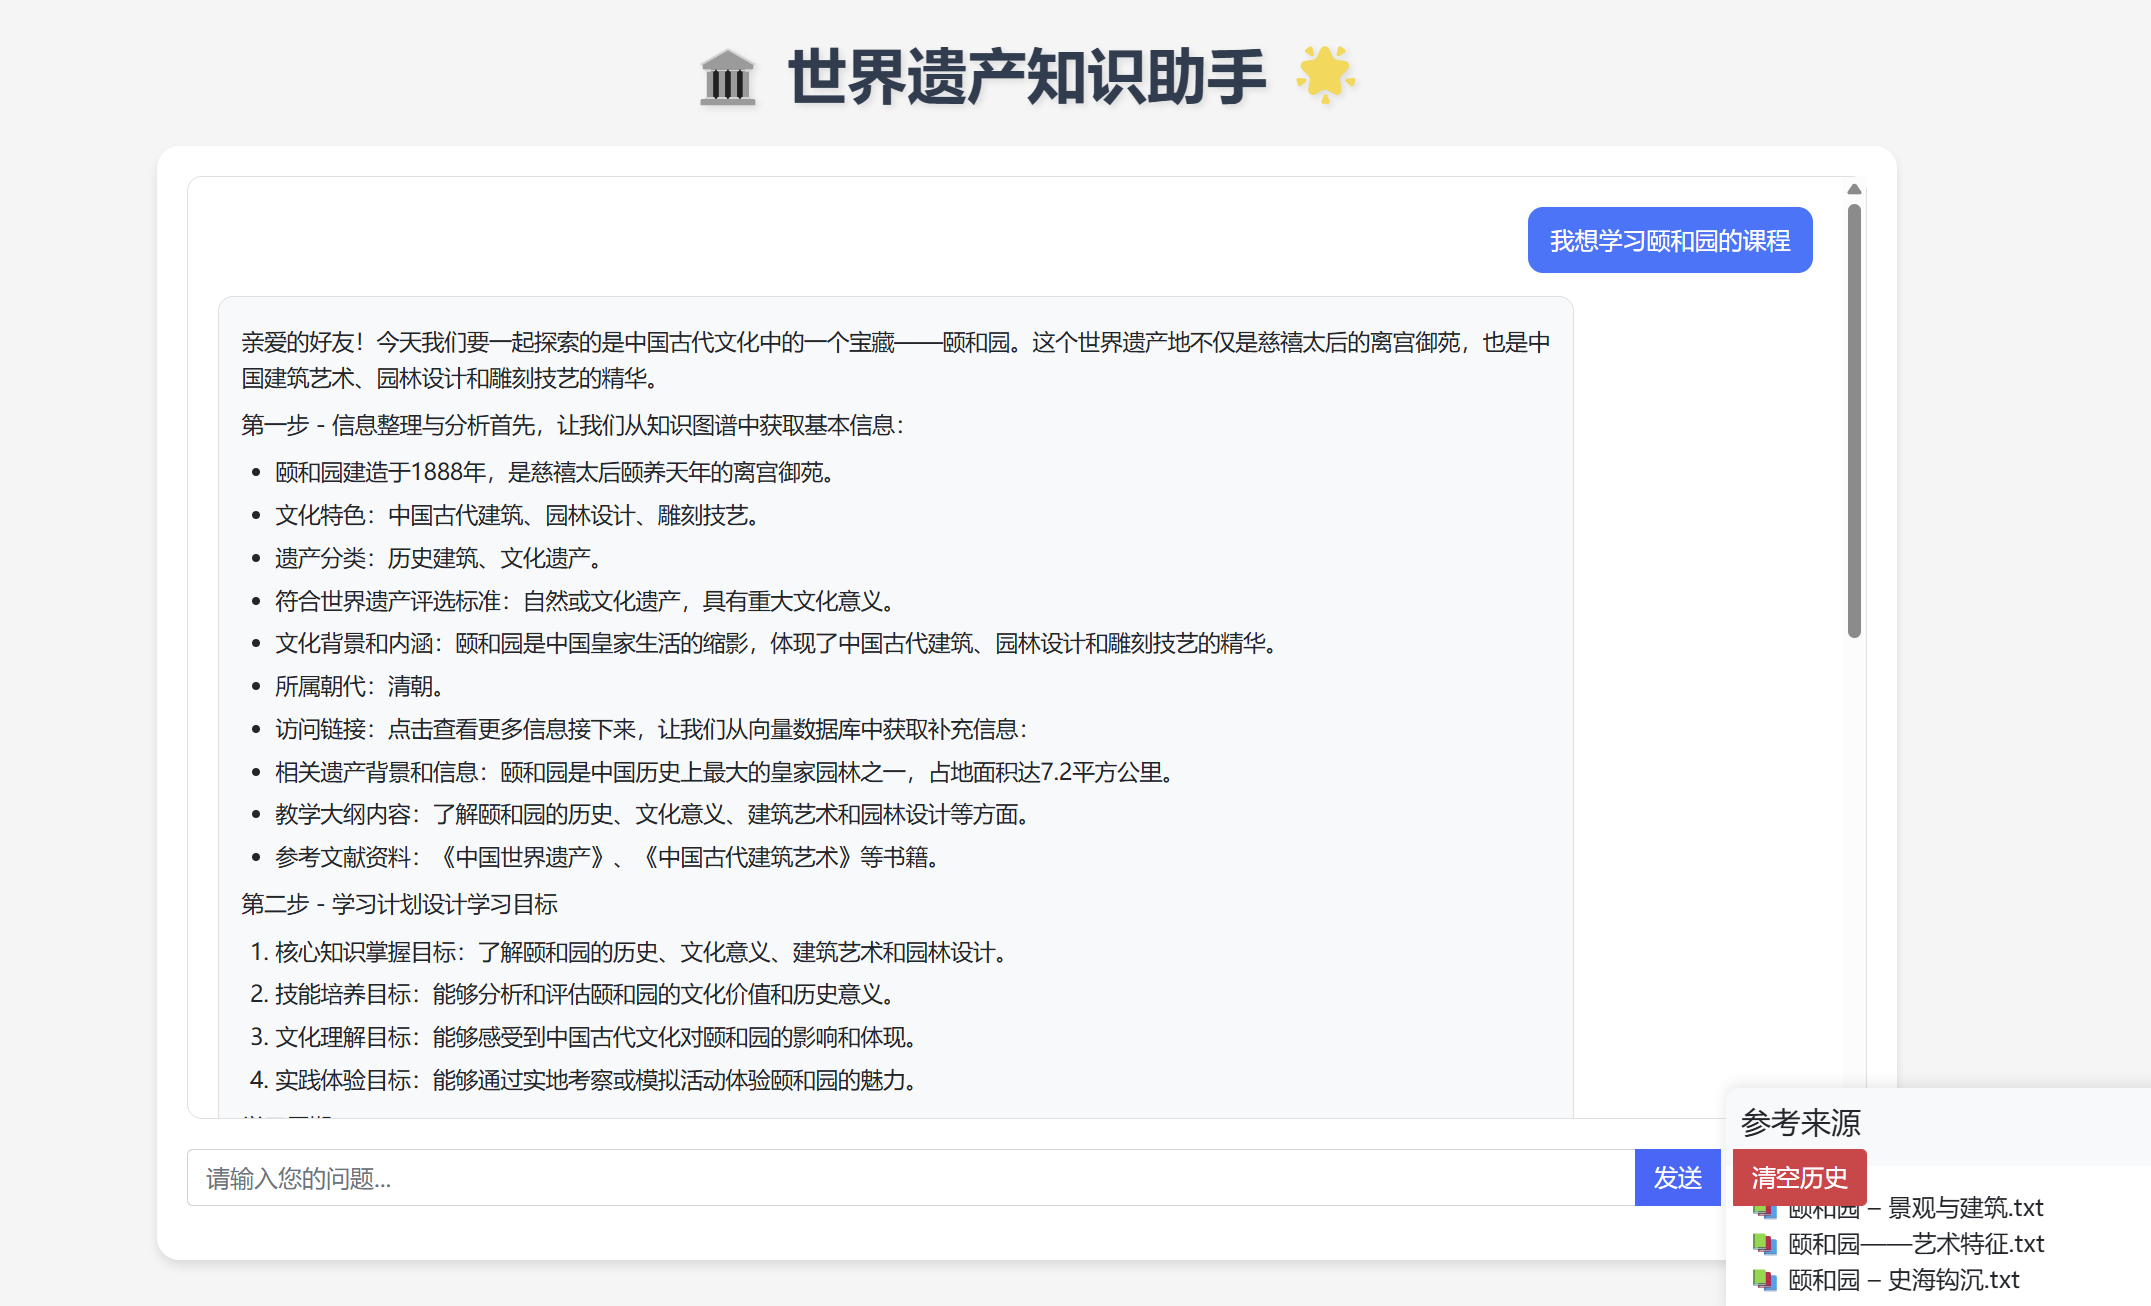 世界遗产知识助手
我想学习颐和园的课程
亲爱的好友！今天我们要一起探索的是中国古代文化中的一个宝藏——颐和园。这个世界遗产地不仅是慈禧太后的离宫御苑，也是中
国建筑艺术、园林设计和雕刻技艺的精华。
第一步 - 信息整理与分析首先，让我们从知识图谱中获取基本信息：
• 颐和园建造于1888年，是慈禧太后颐养天年的离宫御苑。
• 文化特色：中国古代建筑、园林设计、雕刻技艺。
• 遗产分类：历史建筑、文化遗产。
• 符合世界遗产评选标准：自然或文化遗产，具有重大文化意义。
• 文化背景和内涵：颐和园是中国皇家生活的缩影，体现了中国古代建筑、园林设计和雕刻技艺的精华。
• 所属朝代：清朝。
• 访问链接：点击查看更多信息接下来，让我们从向量数据库中获取补充信息：
• 相关遗产背景和信息：颐和园是中国历史上最大的皇家园林之一，占地面积达7.2平方公里。
• 教学大纲内容：了解颐和园的历史、文化意义、建筑艺术和园林设计等方面。
• 参考文献资料：《中国世界遗产》、《中国古代建筑艺术》等书籍。
第二步 - 学习计划设计学习目标
1. 核心知识掌握目标：了解颐和园的历史、文化意义、建筑艺术和园林设计。
2. 技能培养目标：能够分析和评估颐和园的文化价值和历史意义。
3. 文化理解目标：能够感受到中国古代文化对颐和园的影响和体现。
4. 实践体验目标：能够通过实地考察或模拟活动体验颐和园的魅力。
请输入您的问题...
发送
清空历史
参考来源
颐和园 – 景观与建筑.txt
颐和园——艺术特征.txt
颐和园 – 史海钩沉.txt